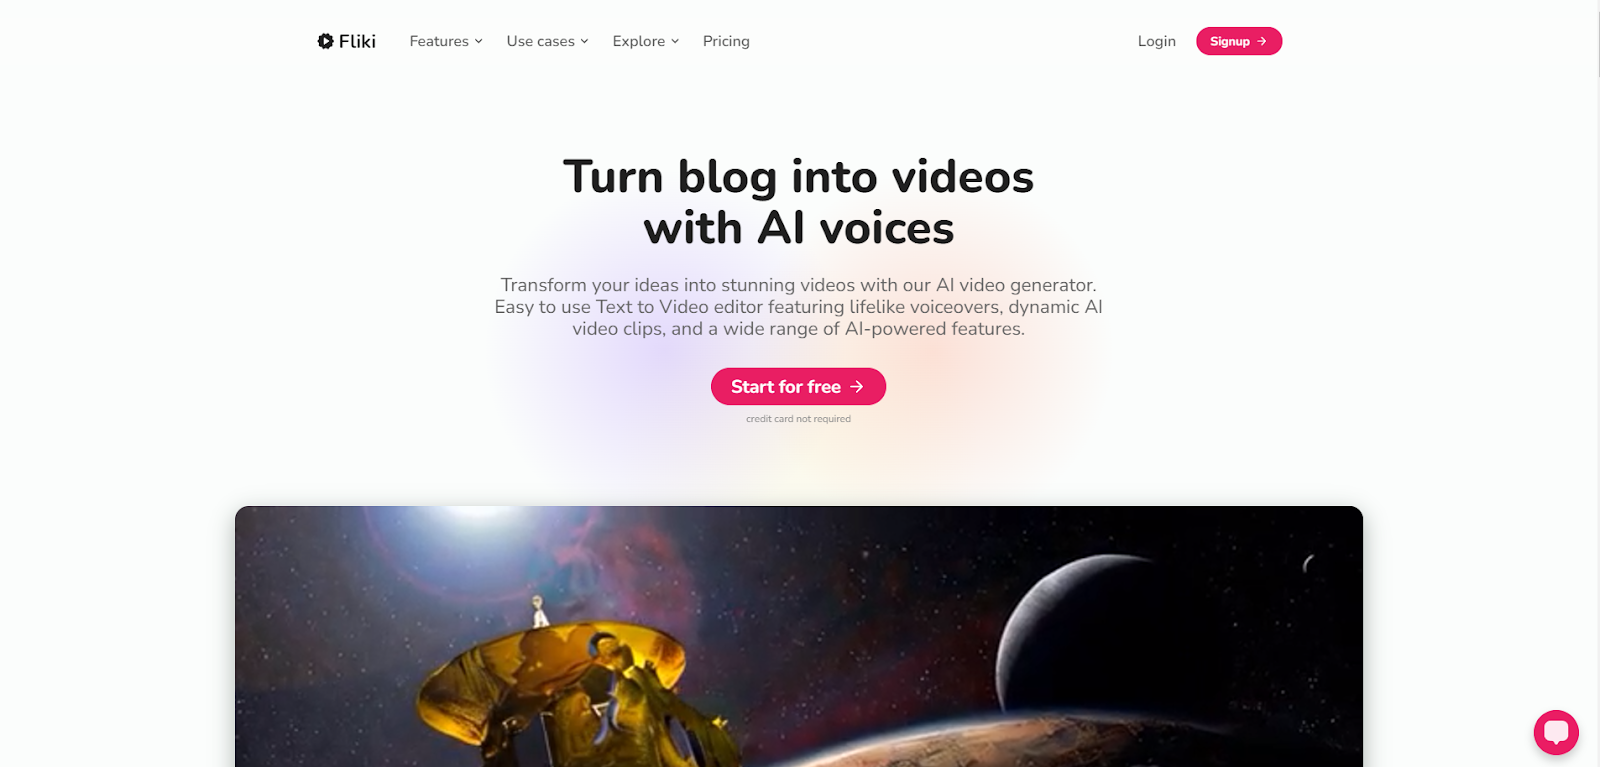 Fliki
Features
Use cases
Explore
Pricing
Login
Signup →
Turn blog into videos
with AI voices
Transform your ideas into stunning videos with our AI video generator.
Easy to use Text to Video editor featuring lifelike voiceovers, dynamic AI
video clips, and a wide range of AI-powered features.
Start for free →
credit card not required